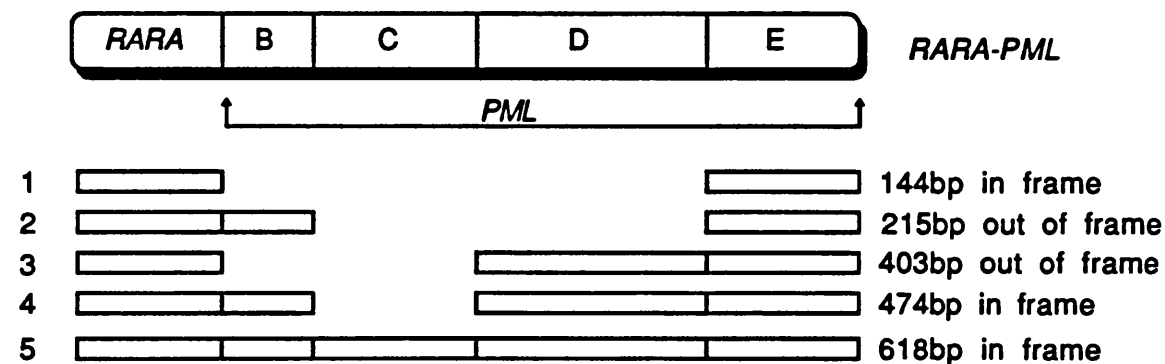 RARA B C D E RARA-PML
PML
1 144bp in frame
2 215bp out of frame
3 403bp out of frame
4 474bp in frame
5 618bp in frame